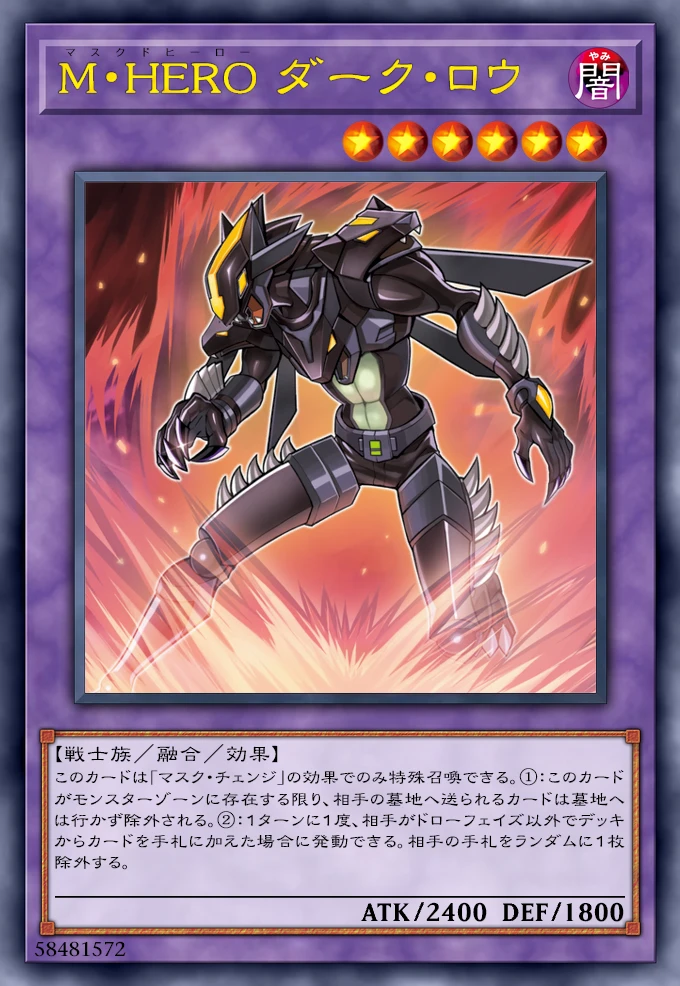 マスクドヒーロー
M・HERO ダーク・ロウ
やみ
闇
【戦士族／融合／効果】
このカードは「マスク・チェンジ」の効果でのみ特殊召喚できる。①：このカード
がモンスターゾーンに存在する限り、相手の墓地へ送られるカードは墓地へ
は行かず除外される。②：１ターンに１度、相手がドローフェイズ以外でデッキ
からカードを手札に加えた場合に発動できる。相手の手札をランダムに１枚
除外する。
ATK/2400 DEF/1800
58481572